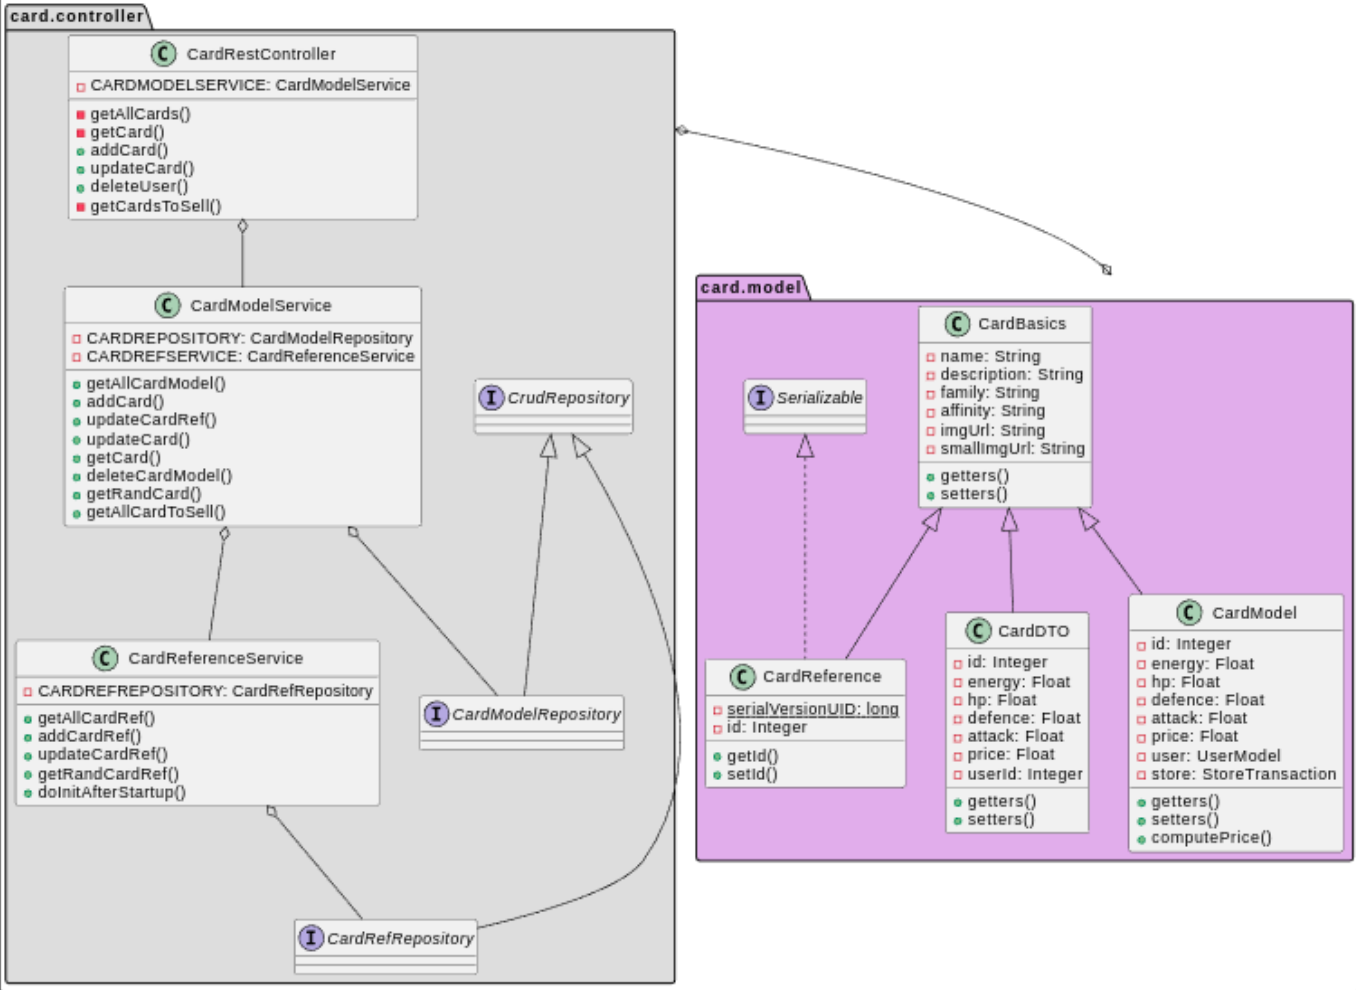 card.controller
C CardRestController
CARDMODELSERVICE: CardModelService
getAllCards()
getCard()
addCard()
updateCard()
deleteUser()
getCardsToSell()
C CardModelService
CARDREPOSITORY: CardModelRepository
CARDREFSERVICE: CardReferenceService
getAllCardModel()
addCard()
updateCardRef()
updateCard()
getCard()
deleteCardModel()
getRandCard()
getAllCardToSell()
I CrudRepository
C CardReferenceService
CARDREFREPOSITORY: CardRefRepository
getAllCardRef()
addCardRef()
updateCardRef()
getRandCardRef()
doInitAfterStartup()
I CardModelRepository
I CardRefRepository
card.model
I Serializable
C CardBasics
name: String
description: String
family: String
affinity: String
imgUrl: String
smallImgUrl: String
getters()
setters()
C CardReference
serialVersionUID: long
id: Integer
getId()
setId()
C CardDTO
id: Integer
energy: Float
hp: Float
defence: Float
attack: Float
price: Float
userId: Integer
getters()
setters()
C CardModel
id: Integer
energy: Float
hp: Float
defence: Float
attack: Float
price: Float
user: UserModel
store: StoreTransaction
getters()
setters()
computePrice()